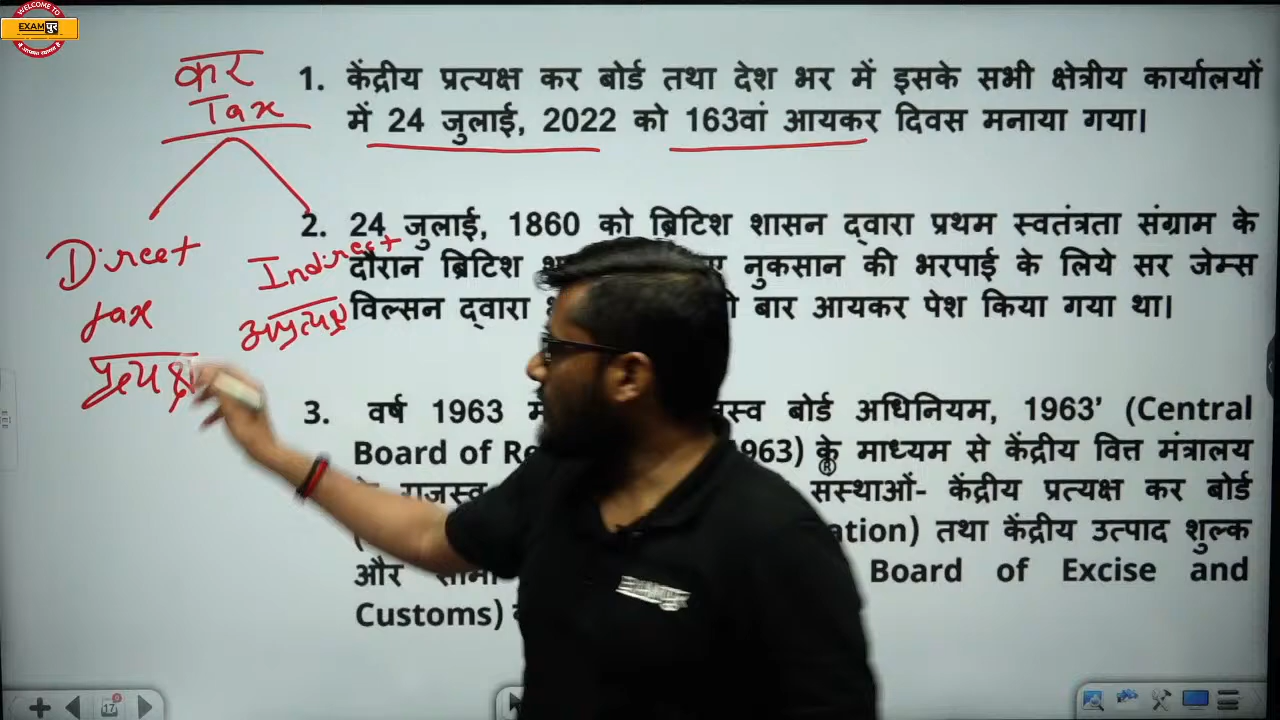 WELCOME TO
EXAMपुर
कर
Tax
Direct
tax
प्रत्यक्ष
Indirect
अप्रत्यक्ष
1. केंद्रीय प्रत्यक्ष कर बोर्ड तथा देश भर में इसके सभी क्षेत्रीय कार्यालयों
में 24 जुलाई, 2022 को 163वां आयकर दिवस मनाया गया।
2. 24 जुलाई, 1860 को ब्रिटिश शासन द्वारा प्रथम स्वतंत्रता संग्राम के
दौरान ब्रिटिश नुकसान की भरपाई के लिये सर जेम्स
विल्सन द्वारा बार आयकर पेश किया गया था।
3. वर्ष 1963 बोर्ड अधिनियम, 1963’ (Central
Board of 1963) के माध्यम से केंद्रीय वित्त मंत्रालय
संस्थाओं- केंद्रीय प्रत्यक्ष कर बोर्ड
तथा केंद्रीय उत्पाद शुल्क
और Board of Excise and
Customs)
17